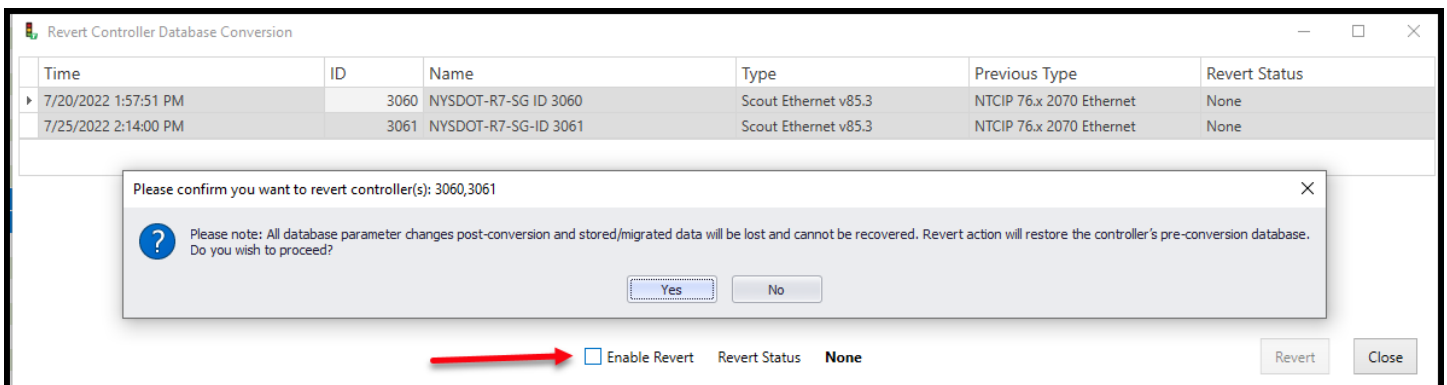 Revert Controller Database Conversion
Time ID Name Type Previous Type Revert Status
7/20/2022 1:57:51 PM 3060 NYSDOT-R7-SG ID 3060 Scout Ethernet v85.3 NTCIP 76.x 2070 Ethernet None
7/25/2022 2:14:00 PM 3061 NYSDOT-R7-SG-ID 3061 Scout Ethernet v85.3 NTCIP 76.x 2070 Ethernet None
Please confirm you want to revert controller(s): 3060,3061
Please note: All database parameter changes post-conversion and stored/migrated data will be lost and cannot be recovered. Revert action will restore the controller's pre-conversion database.
Do you wish to proceed?
Yes No
Enable Revert Revert Status None Revert Close